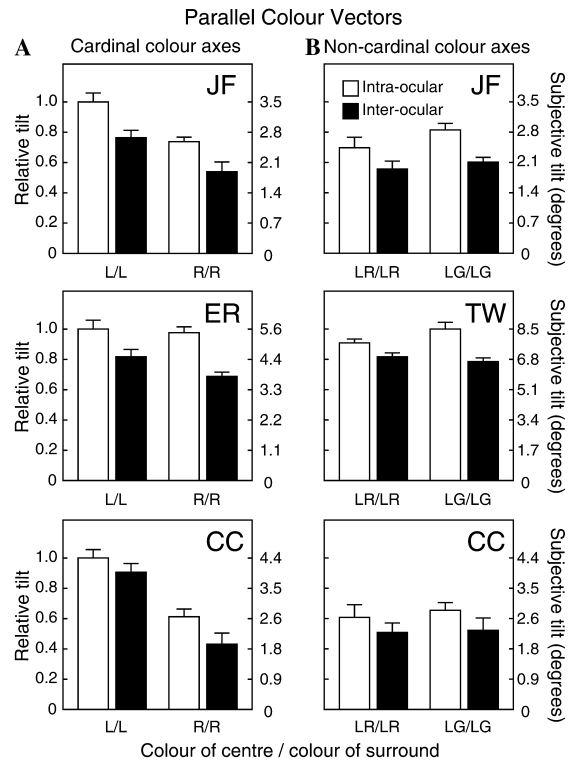 Parallel Colour Vectors
A Cardinal colour axes
B Non-cardinal colour axes
Relative tilt
1.0
0.8
0.6
0.4
0.2
0
JF
3.5
2.8
2.1
1.4
0.7
0
L/L R/R
Intra-ocular
Inter-ocular
JF
3.5
2.8
2.1
1.4
0.7
0
Subjective tilt (degrees)
LR/LR LG/LG
Relative tilt
1.0
0.8
0.6
0.4
0.2
0
ER
5.6
4.4
3.3
2.2
1.1
0
L/L R/R
TW
8.5
6.8
5.1
3.4
1.7
0
Subjective tilt (degrees)
LR/LR LG/LG
Relative tilt
1.0
0.8
0.6
0.4
0.2
0
CC
4.4
3.5
2.6
1.8
0.9
0
L/L R/R
CC
4.4
3.5
2.6
1.8
0.9
0
Subjective tilt (degrees)
LR/LR LG/LG
Colour of centre / colour of surround